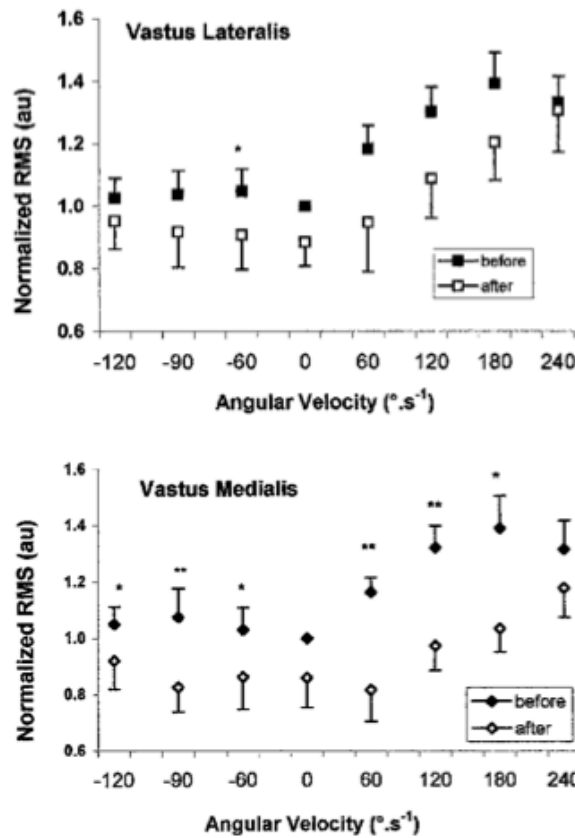 Vastus Lateralis
Normalized RMS (au)
1.6
1.4
1.2
1.0
0.8
0.6
*
before
after
-120 -90 -60 0 60 120 180 240
Angular Velocity (°.s⁻¹)
Vastus Medialis
Normalized RMS (au)
1.6
1.4
1.2
1.0
0.8
0.6
* ** * ** ** *
before
after
-120 -90 -60 0 60 120 180 240
Angular Velocity (°.s⁻¹)